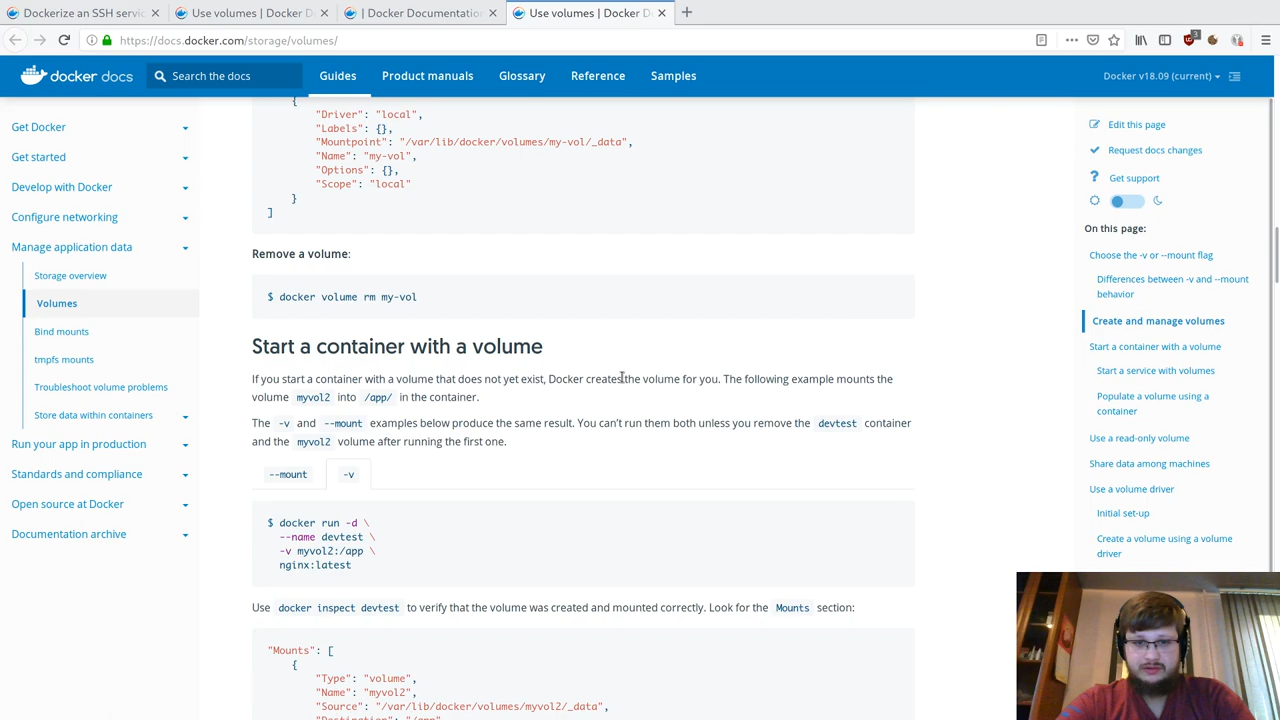 Dockerize an SSH servic
Use volumes | Docker D
| Docker Documentation
Use volumes | Docker D
https://docs.docker.com/storage/volumes/
3
docker docs
Search the docs
Guides
Product manuals
Glossary
Reference
Samples
Docker v18.09 (current)
Get Docker
Get started
Develop with Docker
Configure networking
Manage application data
Storage overview
Volumes
Bind mounts
tmpfs mounts
Troubleshoot volume problems
Store data within containers
Run your app in production
Standards and compliance
Open source at Docker
Documentation archive
{
"Driver": "local",
"Labels": {},
"Mountpoint": "/var/lib/docker/volumes/my-vol/_data",
"Name": "my-vol",
"Options": {},
"Scope": "local"
}
]
Remove a volume:
$ docker volume rm my-vol
Start a container with a volume
If you start a container with a volume that does not yet exist, Docker creates the volume for you. The following example mounts the
volume myvol2 into /app/ in the container.
The -v and --mount examples below produce the same result. You can't run them both unless you remove the devtest container
and the myvol2 volume after running the first one.
--mount
-v
$ docker run -d \
--name devtest \
-v myvol2:/app \
nginx:latest
Use docker inspect devtest to verify that the volume was created and mounted correctly. Look for the Mounts section:
"Mounts": [
{
"Type": "volume",
"Name": "myvol2",
"Source": "/var/lib/docker/volumes/myvol2/_data",
"Destination": "/app",
Edit this page
Request docs changes
Get support
On this page:
Choose the -v or --mount flag
Differences between -v and --mount
behavior
Create and manage volumes
Start a container with a volume
Start a service with volumes
Populate a volume using a
container
Use a read-only volume
Share data among machines
Use a volume driver
Initial set-up
Create a volume using a volume
driver